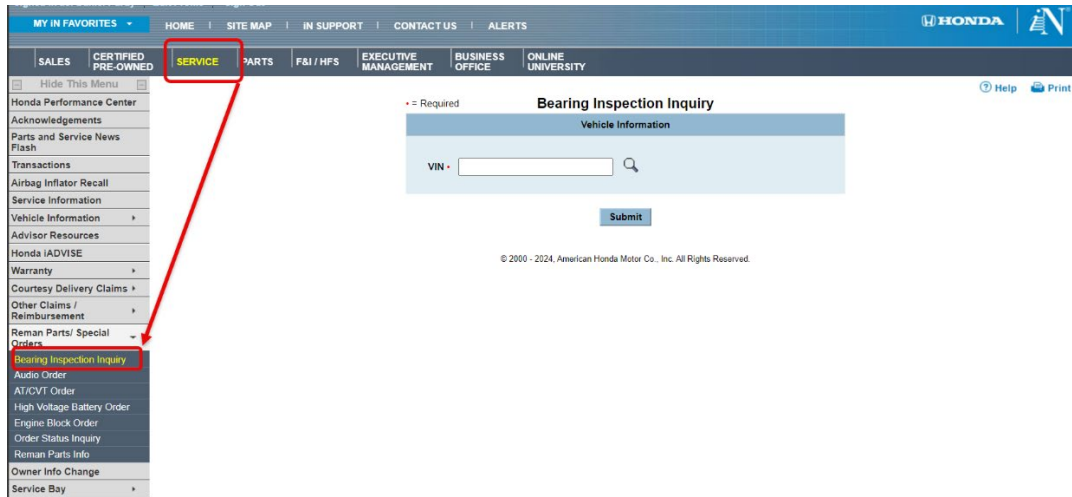 MY iN FAVORITES
HOME | SITE MAP | iN SUPPORT | CONTACT US | ALERTS
HONDA iN
SALES
CERTIFIED
PRE-OWNED
SERVICE
PARTS
F&I / HFS
EXECUTIVE
MANAGEMENT
BUSINESS
OFFICE
ONLINE
UNIVERSITY
Hide This Menu
Help Print
Honda Performance Center
Acknowledgements
Parts and Service News
Flash
Transactions
Airbag Inflator Recall
Service Information
Vehicle Information
Advisor Resources
Honda iADVISE
Warranty
Courtesy Delivery Claims
Other Claims /
Reimbursement
Reman Parts/ Special
Orders
Bearing Inspection Inquiry
Audio Order
AT/CVT Order
High Voltage Battery Order
Engine Block Order
Order Status Inquiry
Reman Parts Info
Owner Info Change
Service Bay
• = Required
Bearing Inspection Inquiry
Vehicle Information
VIN •
Submit
© 2000 - 2024, American Honda Motor Co., Inc. All Rights Reserved.